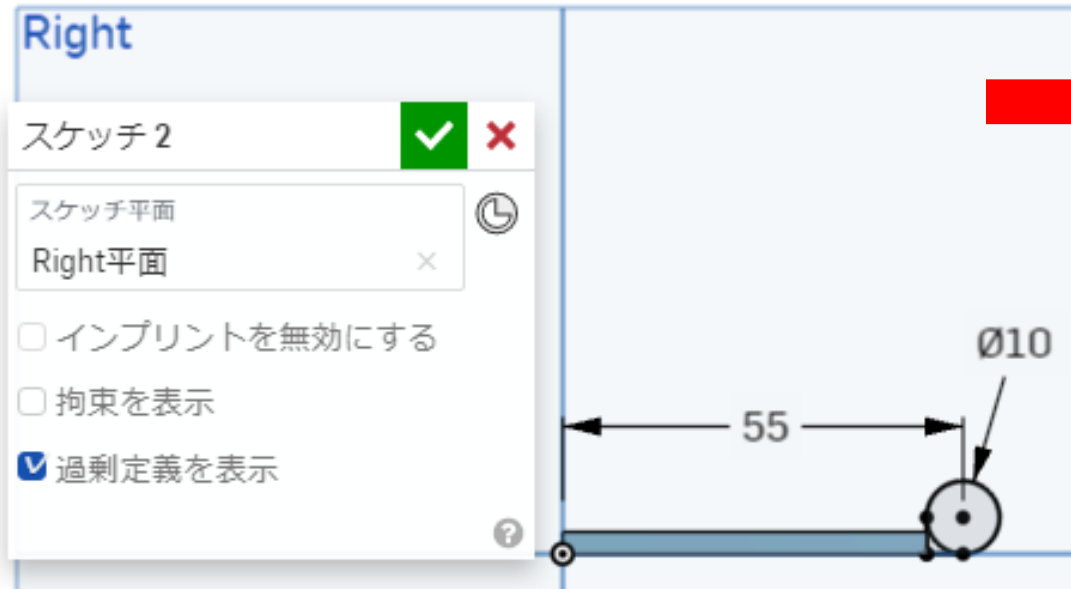 Right
スケッチ 2
スケッチ平面
Right平面
インプリントを無効にする
拘束を表示
過剰定義を表示
Ø10
55